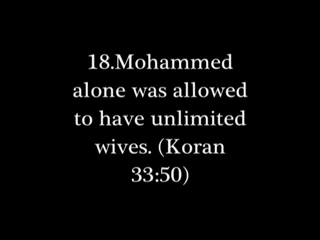 18.Mohammed
alone was allowed
to have unlimited
wives. (Koran
33:50)